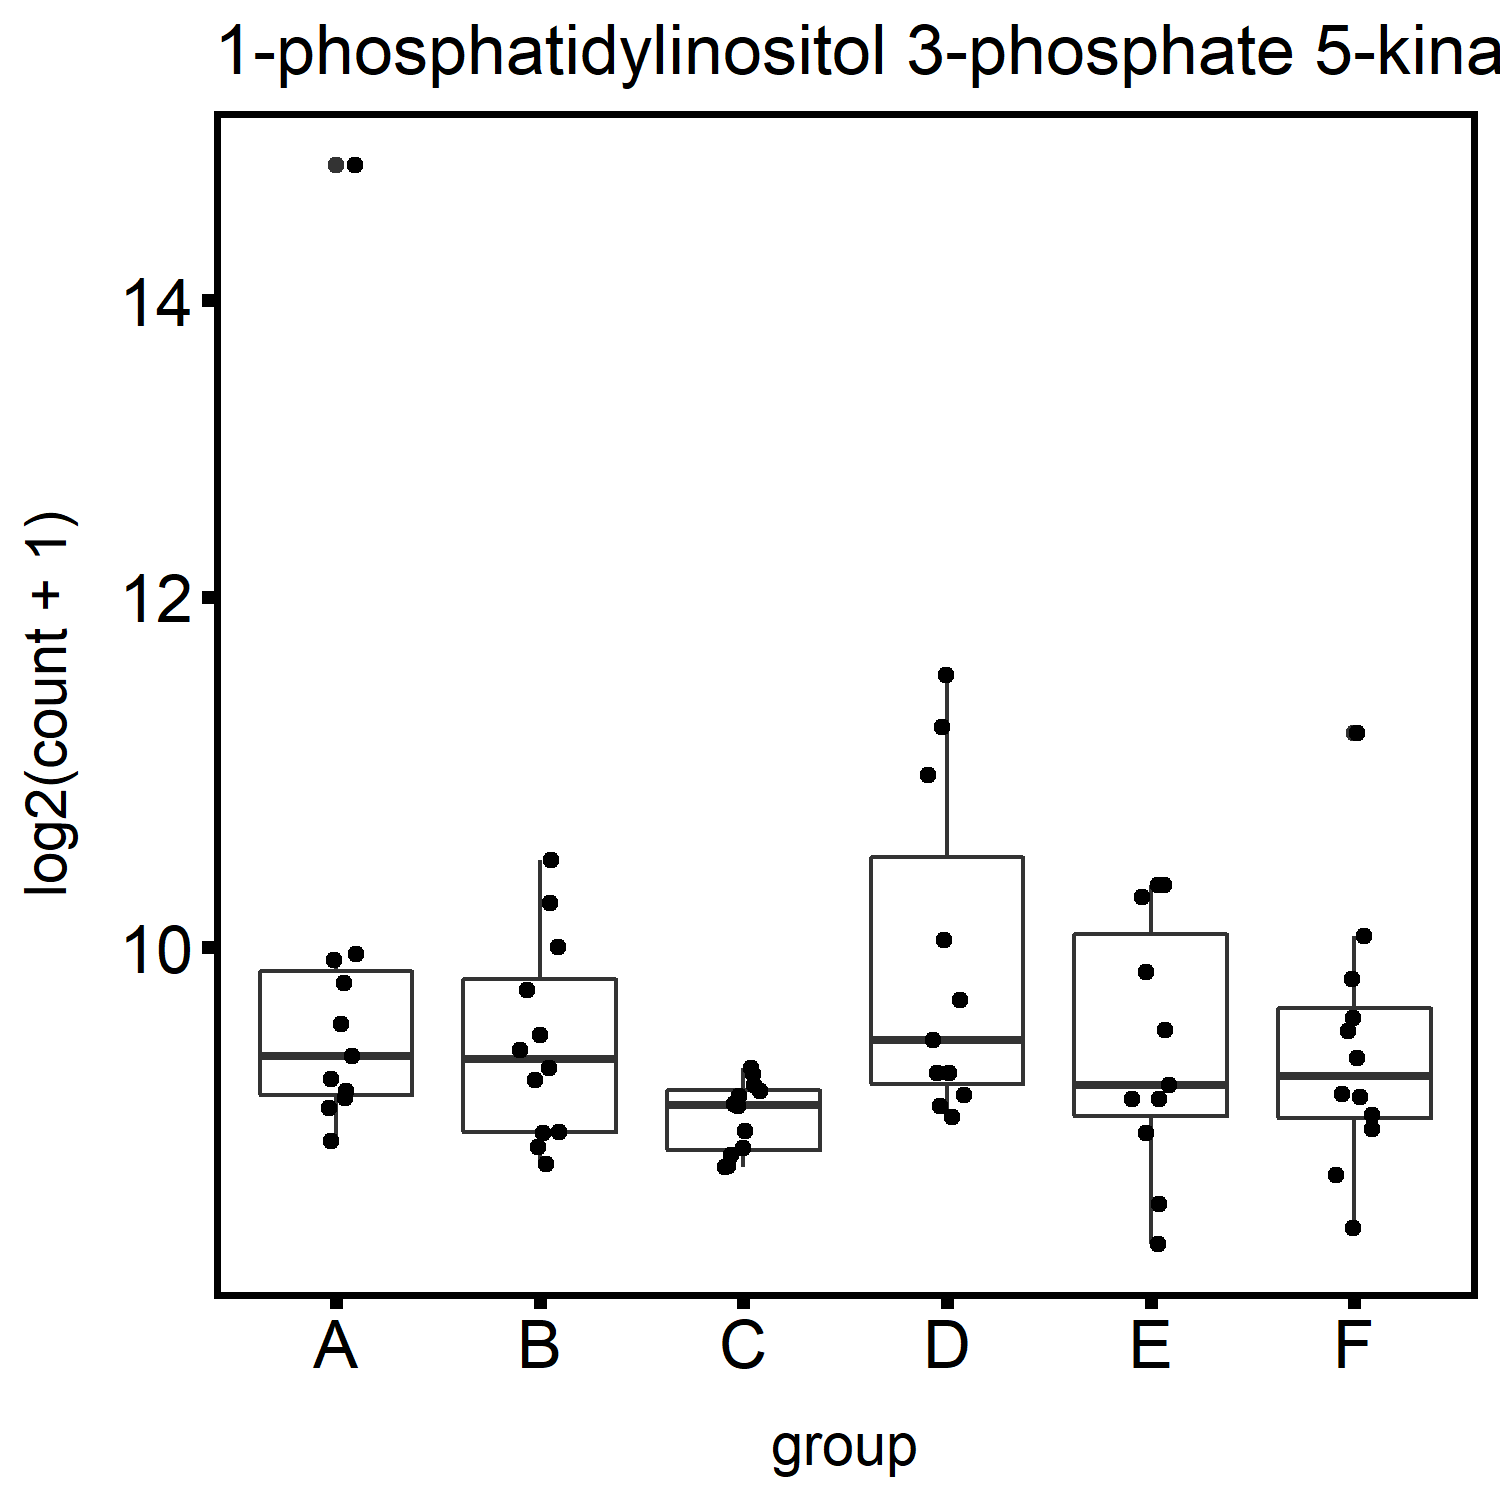 1-phosphatidylinositol 3-phosphate 5-kina
14
12
10
log2(count + 1)
A B C D E F
group